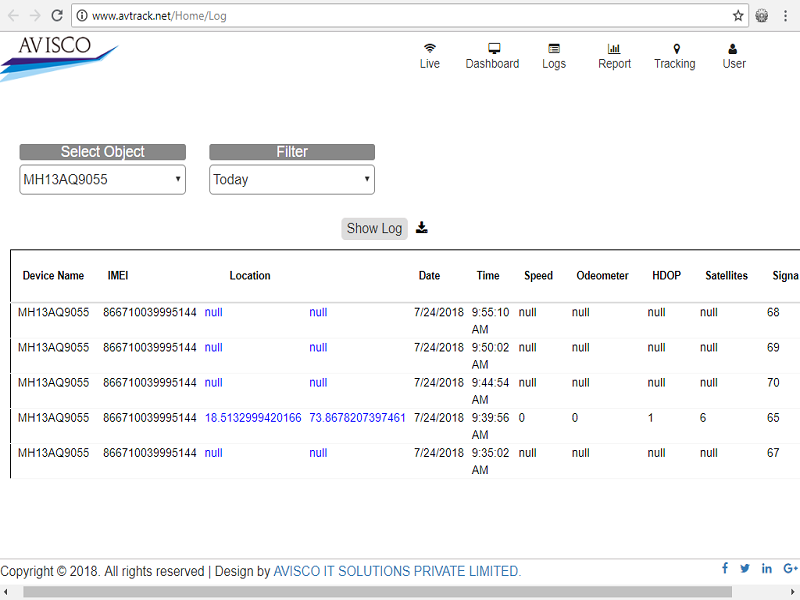 www.avtrack.net/Home/Log
AVISCO
Live Dashboard Logs Report Tracking User
Select Object Filter
MH13AQ9055 Today
Show Log
Device Name IMEI Location Date Time Speed Odeometer HDOP Satellites Signa
MH13AQ9055 866710039995144 null null 7/24/2018 9:55:10 null null null null 68
AM
MH13AQ9055 866710039995144 null null 7/24/2018 9:50:02 null null null null 69
AM
MH13AQ9055 866710039995144 null null 7/24/2018 9:44:54 null null null null 70
AM
MH13AQ9055 866710039995144 18.5132999420166 73.8678207397461 7/24/2018 9:39:56 0 0 1 6 65
AM
MH13AQ9055 866710039995144 null null 7/24/2018 9:35:02 null null null null 67
AM
Copyright © 2018. All rights reserved | Design by AVISCO IT SOLUTIONS PRIVATE LIMITED.